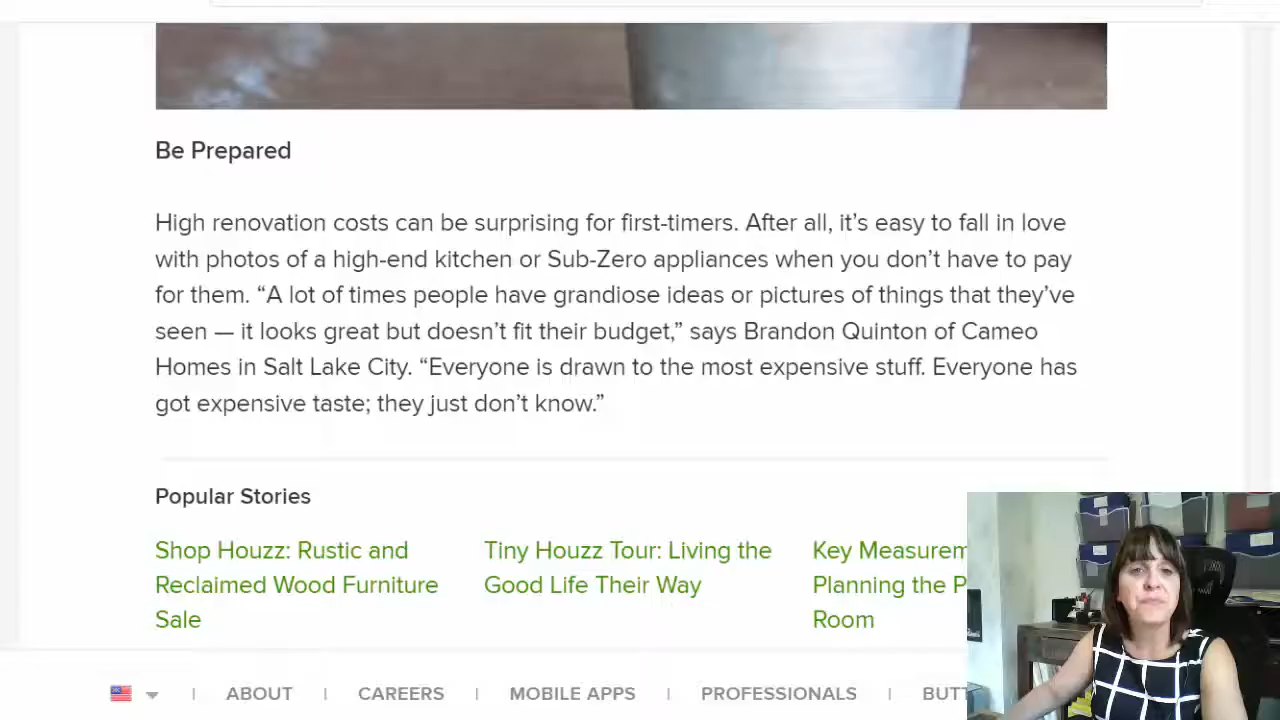 Be Prepared
High renovation costs can be surprising for first-timers. After all, it’s easy to fall in love
with photos of a high-end kitchen or Sub-Zero appliances when you don’t have to pay
for them. “A lot of times people have grandiose ideas or pictures of things that they’ve
seen — it looks great but doesn’t fit their budget,” says Brandon Quinton of Cameo
Homes in Salt Lake City. “Everyone is drawn to the most expensive stuff. Everyone has
got expensive taste; they just don’t know.”
Popular Stories
Shop Houzz: Rustic and
Reclaimed Wood Furniture
Sale
Tiny Houzz Tour: Living the
Good Life Their Way
Key
Planning the
Room
ABOUT
CAREERS
MOBILE APPS
PROFESSIONALS